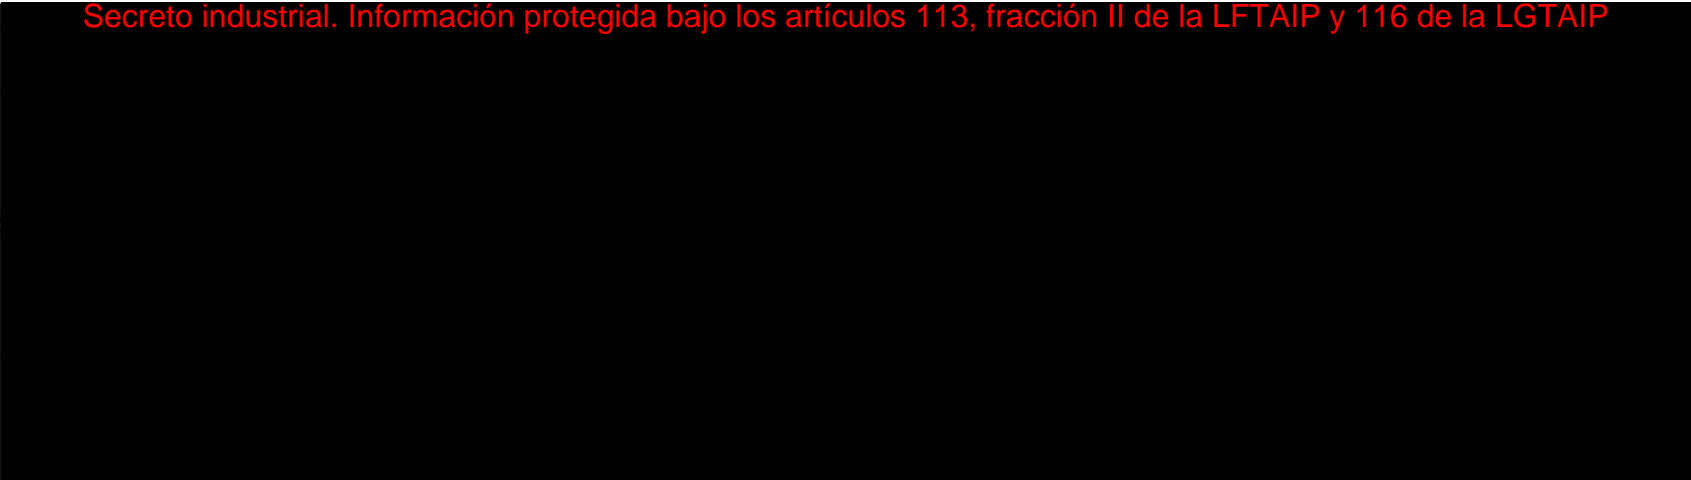 Secreto industrial. Información protegida bajo los artículos 113, fracción II de la LFTAIP y 116 de la LGTAIP